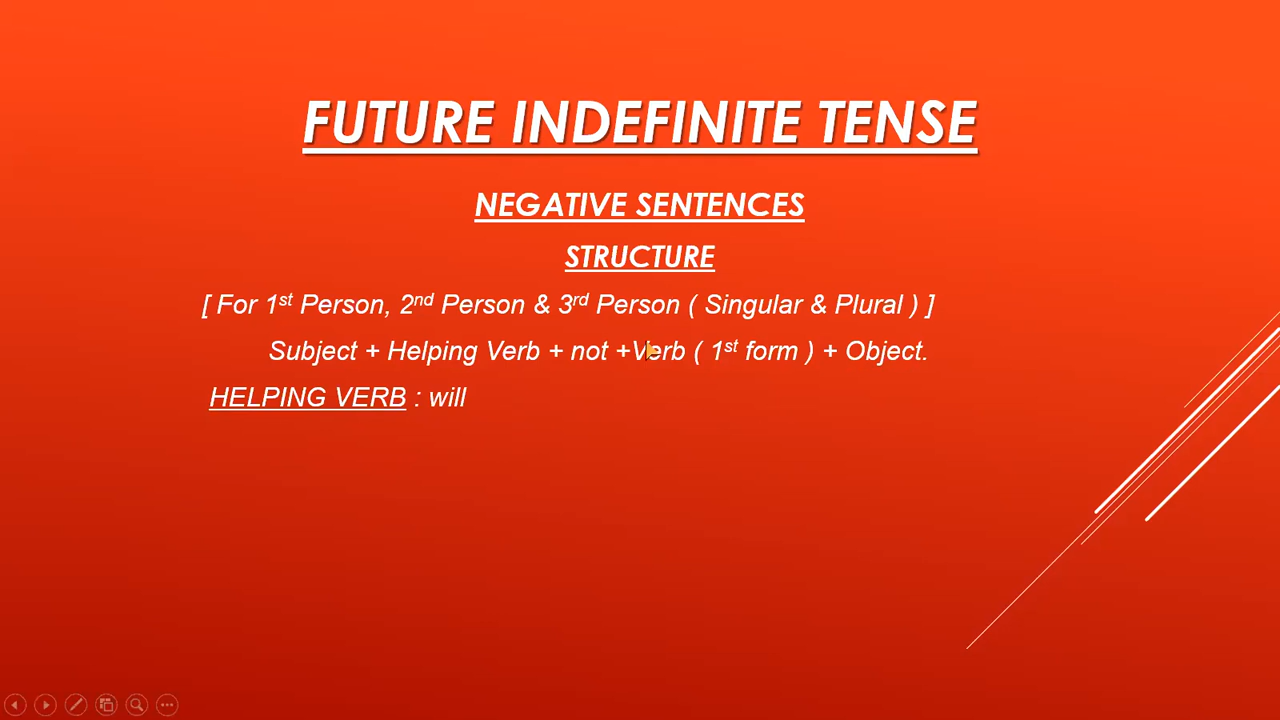 FUTURE INDEFINITE TENSE
NEGATIVE SENTENCES
STRUCTURE
[ For 1st Person, 2nd Person & 3rd Person ( Singular & Plural ) ]
Subject + Helping Verb + not +Verb ( 1st form ) + Object.
HELPING VERB : will